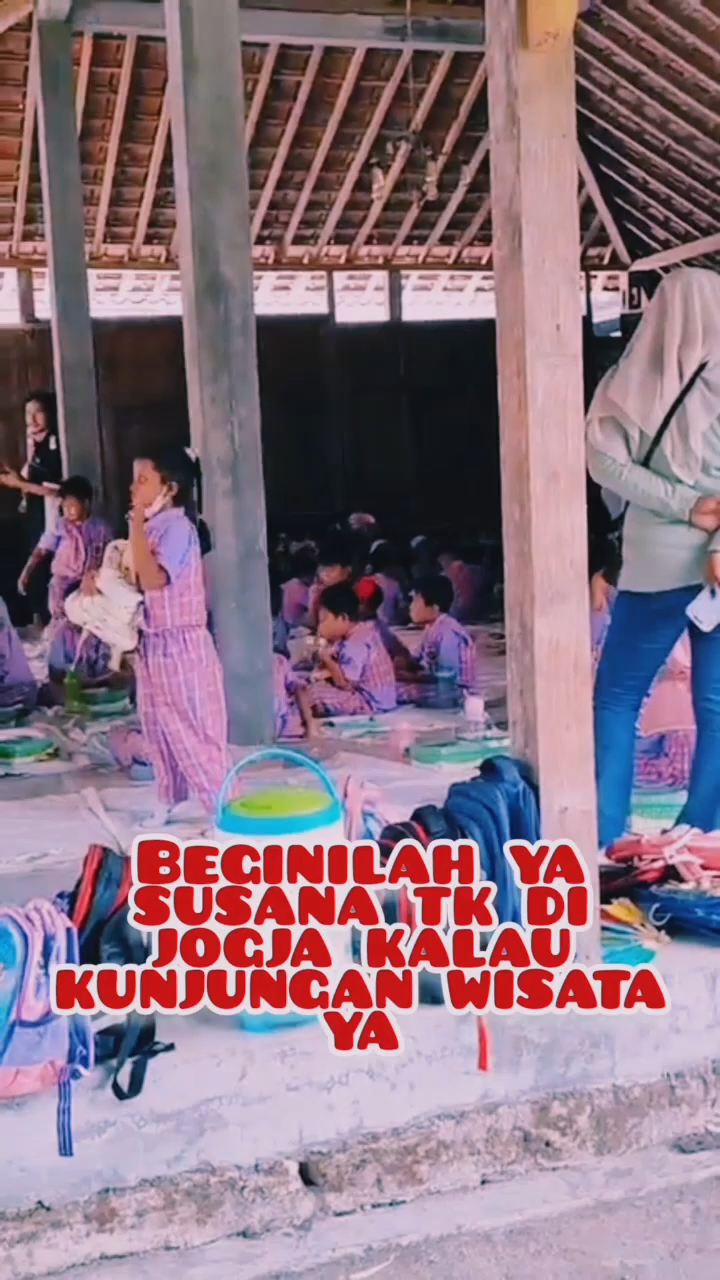 Beginilah ya
susana tk di
jogja kalau
kunjungan wisata
ya